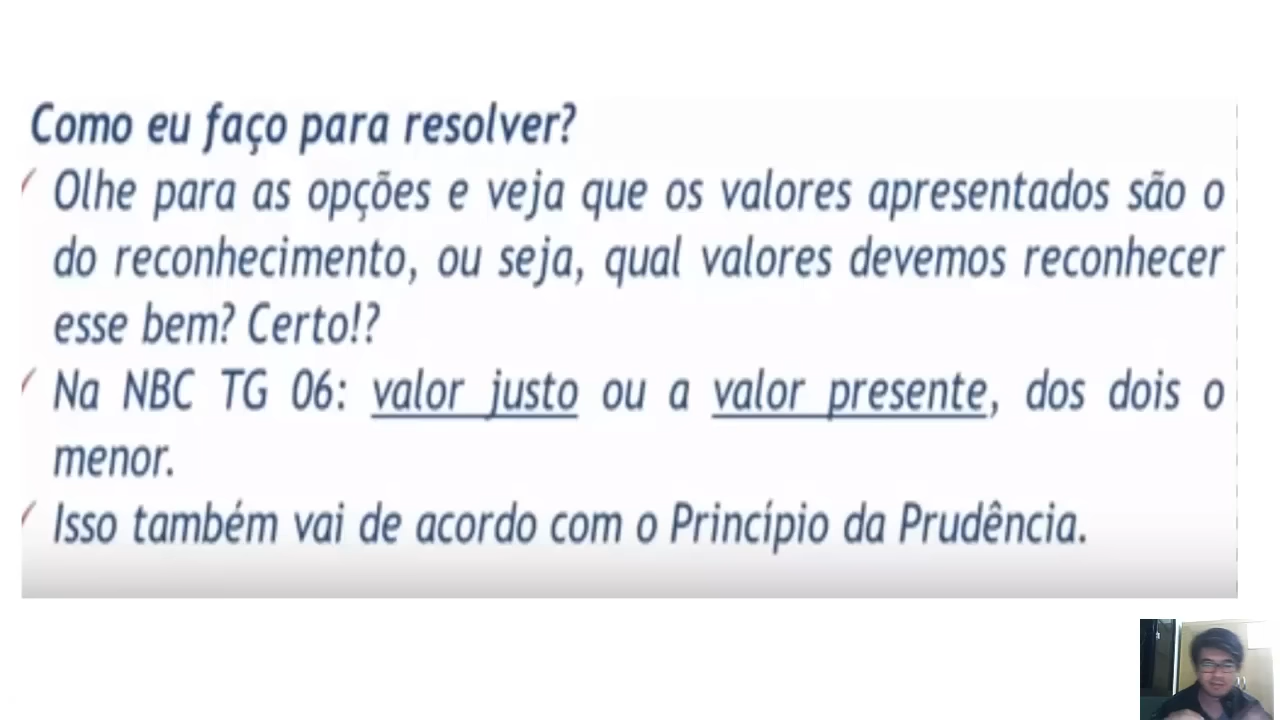 Como eu faço para resolver?
Olhe para as opções e veja que os valores apresentados são o
do reconhecimento, ou seja, qual valores devemos reconhecer
esse bem? Certo!?
Na NBC TG 06: valor justo ou a valor presente, dos dois o
menor.
Isso também vai de acordo com o Princípio da Prudência.